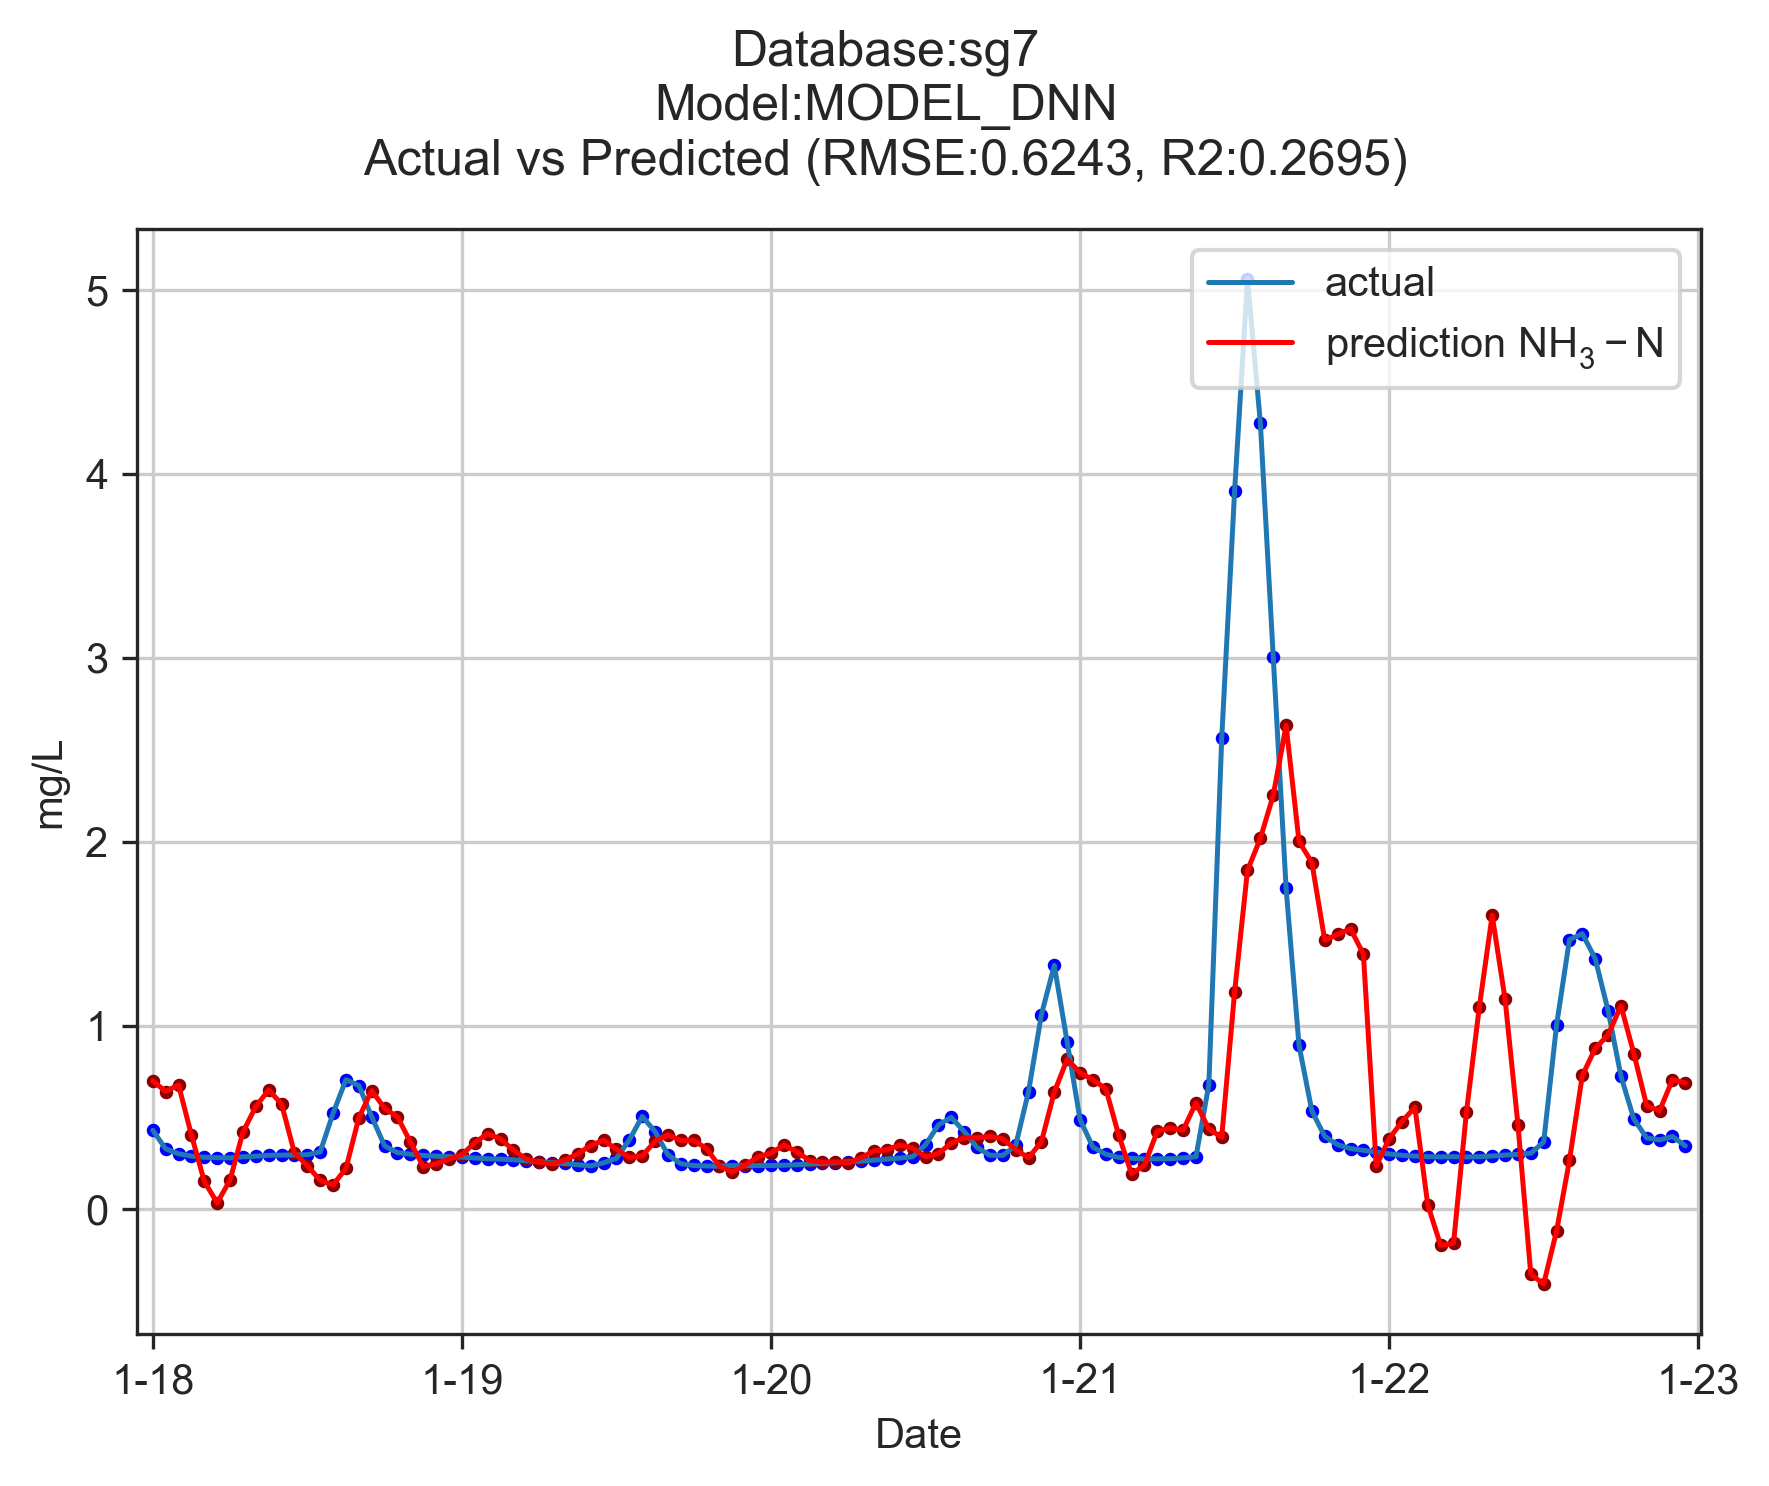 Database:sg7
Model:MODEL_DNN
Actual vs Predicted (RMSE:0.6243, R2:0.2695)
actual
prediction NH₃ − N
5
4
3
2
1
0
mg/L
1-18 1-19 1-20 1-21 1-22 1-23
Date